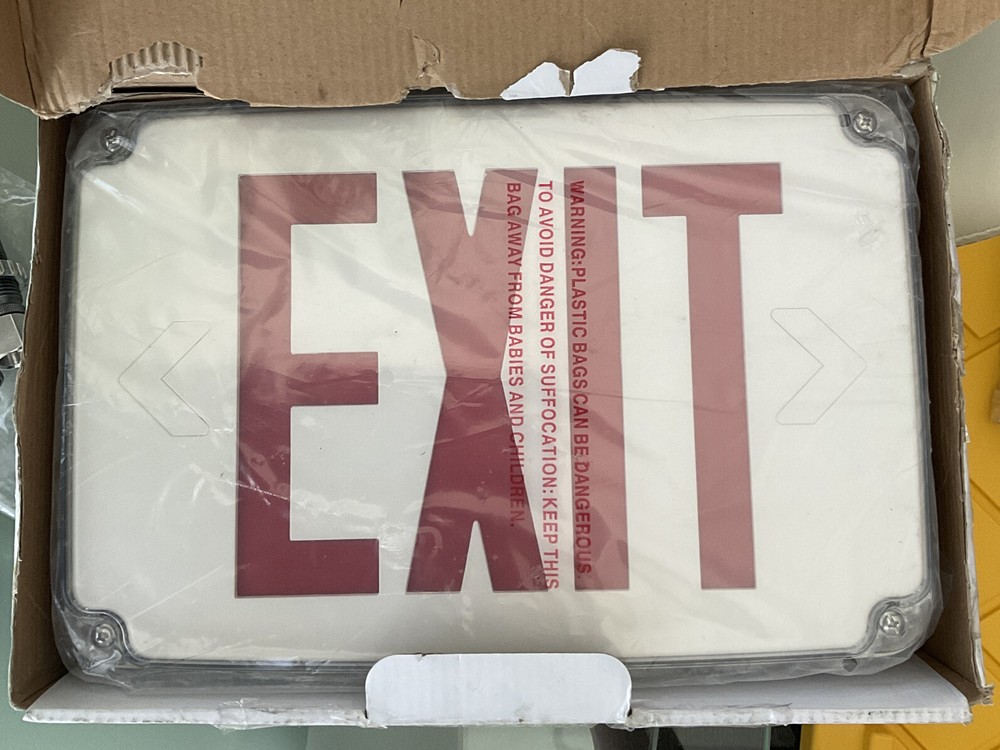 EXIT
WARNING:PLASTIC BAGS CAN BE DANGEROUS.
TO AVOID DANGER OF SUFFOCATION: KEEP THIS
BAG AWAY FROM BABIES AND CHILDREN.